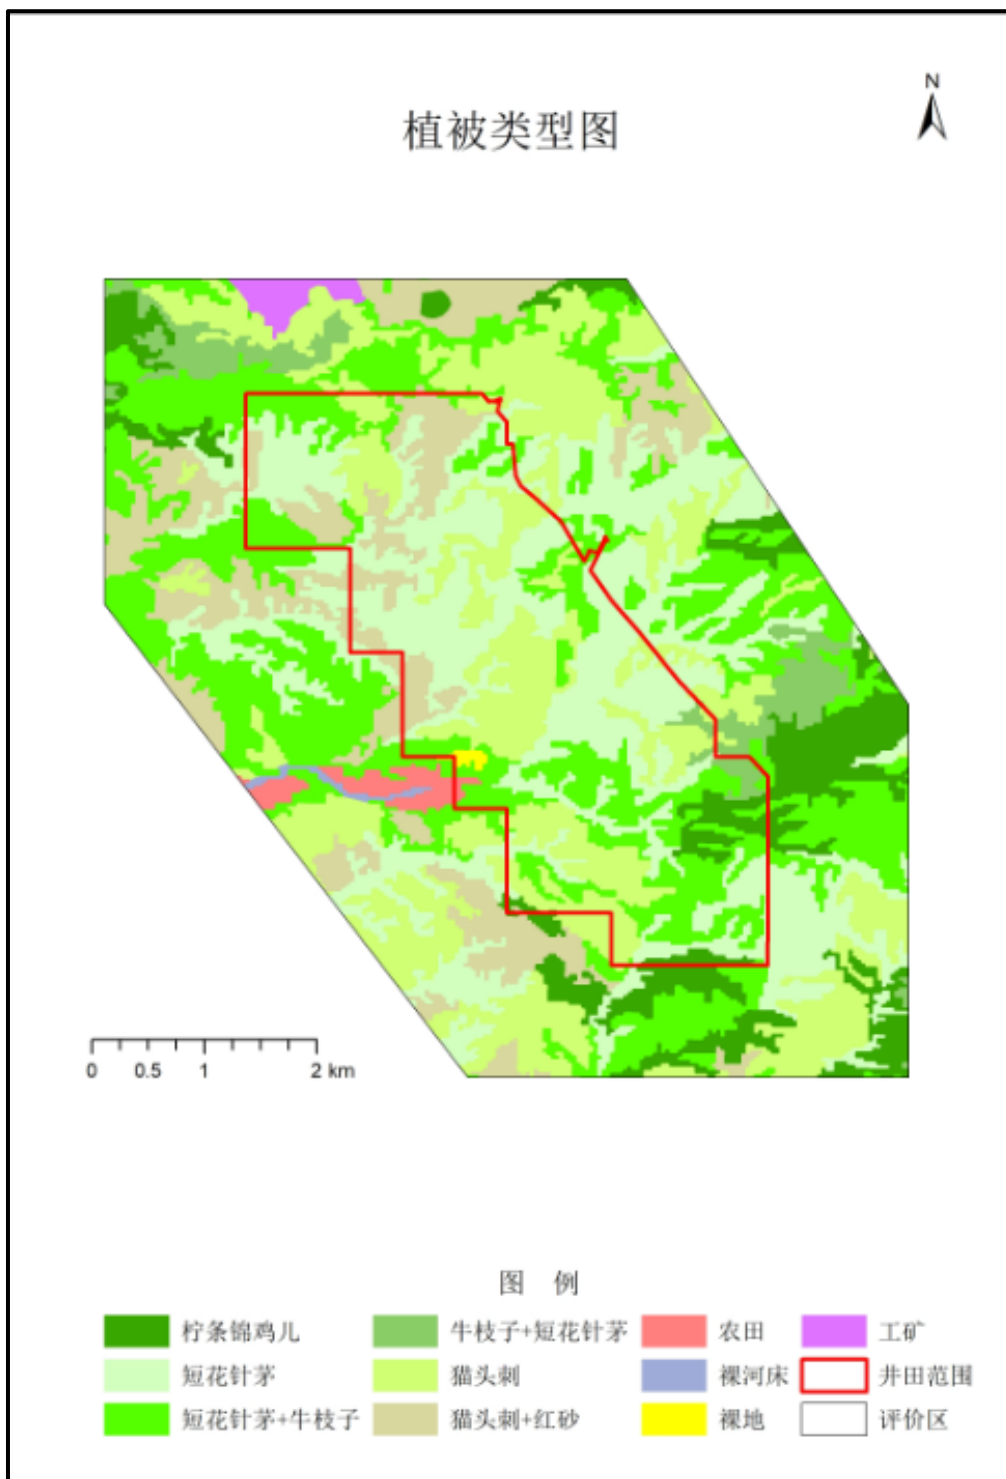 N
植被类型图
0 0.5 1 2 km
图 例
柠条锦鸡儿 牛枝子+短花针茅 农田 工矿
短花针茅 猫头刺 裸河床 井田范围
短花针茅+牛枝子 猫头刺+红砂 裸地 评价区